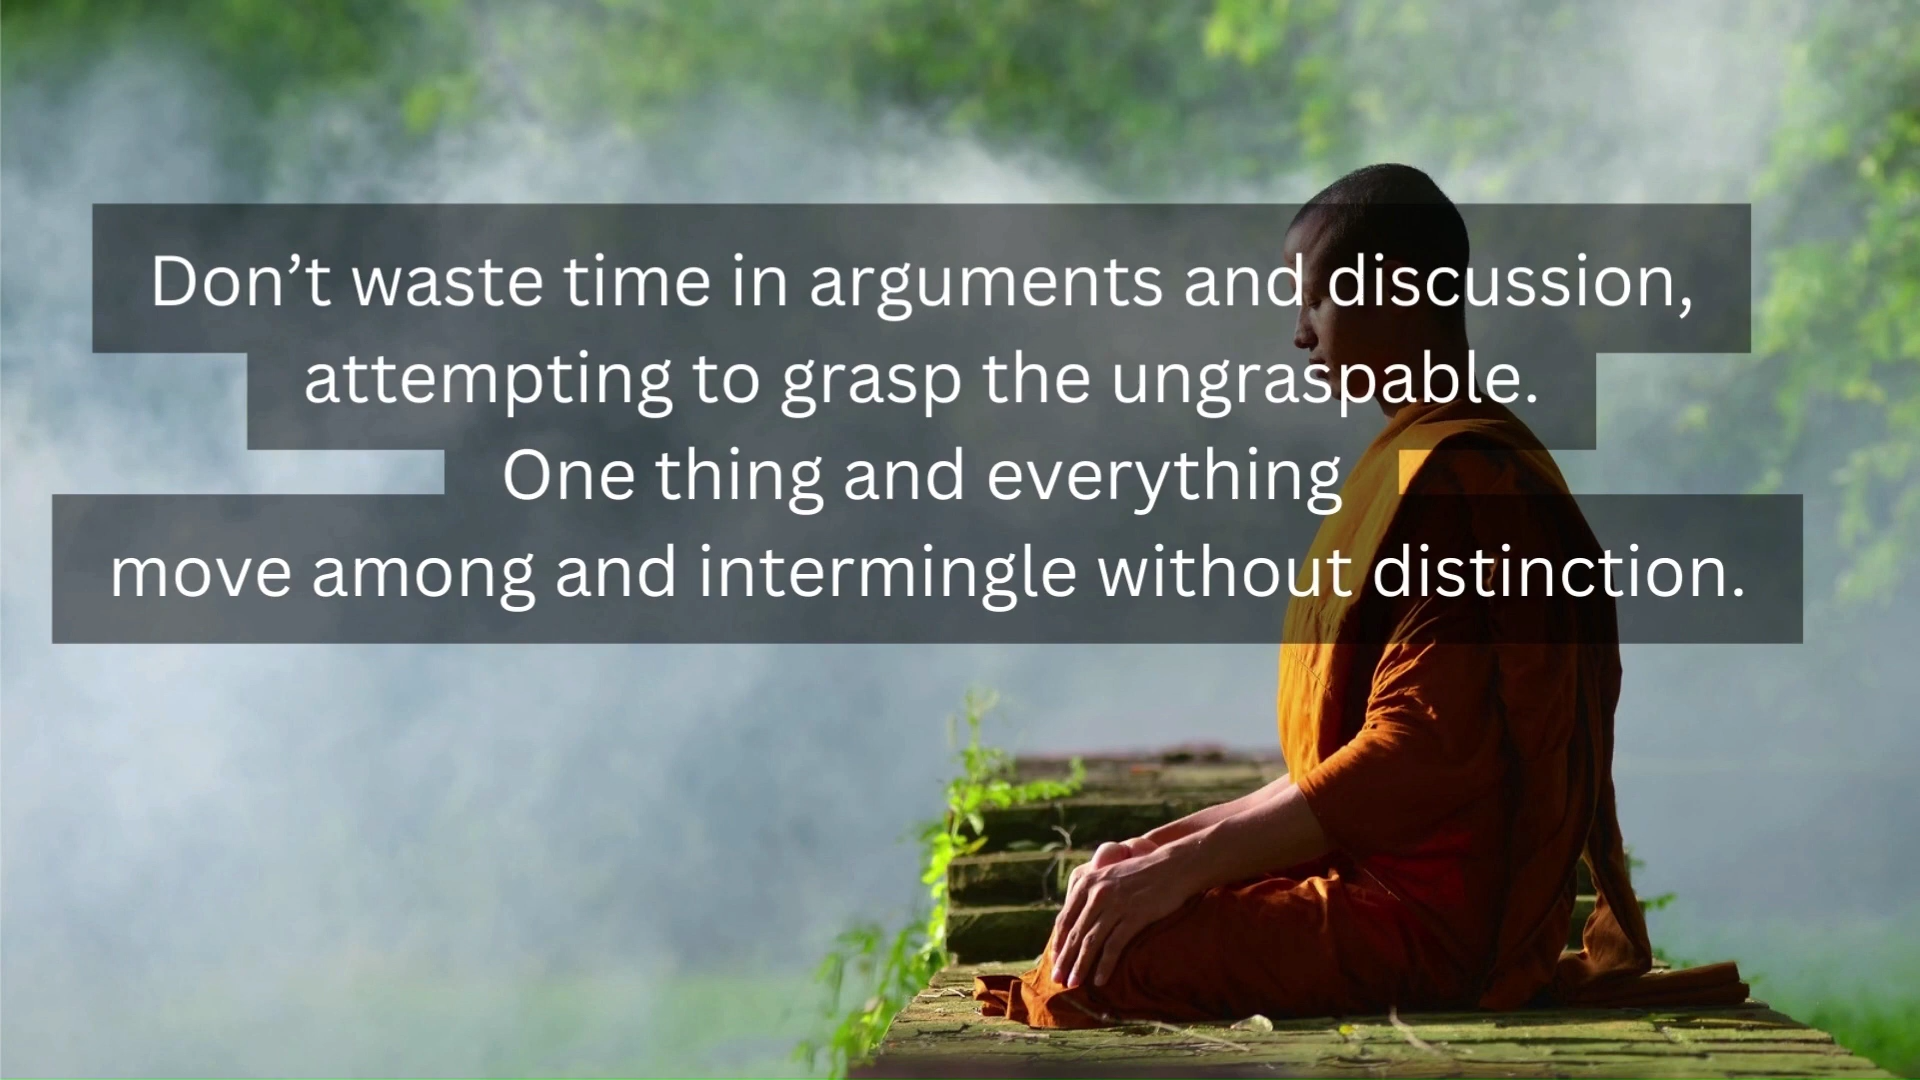 Don’t waste time in arguments and discussion,
attempting to grasp the ungraspable.
One thing and everything
move among and intermingle without distinction.